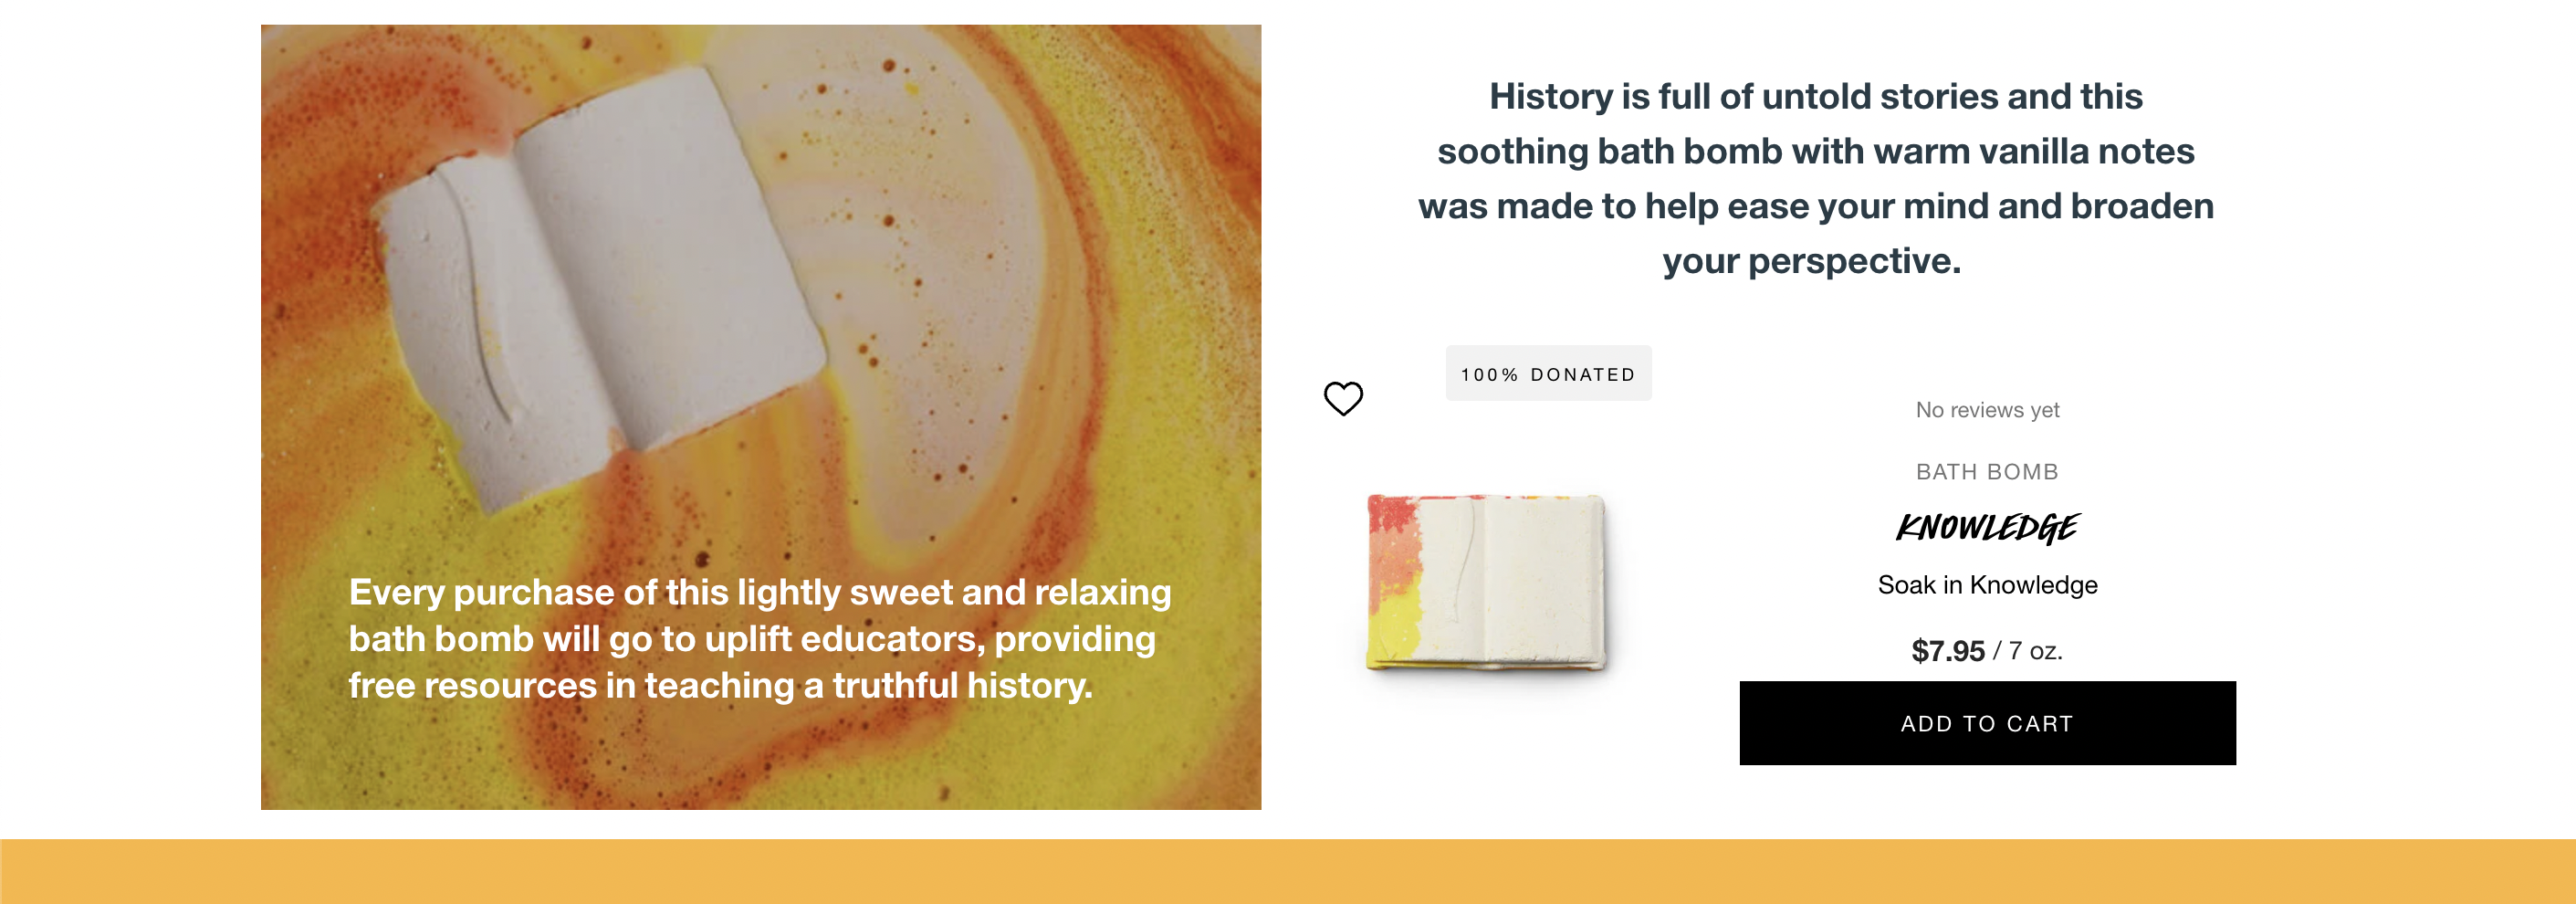 Every purchase of this lightly sweet and relaxing
bath bomb will go to uplift educators, providing
free resources in teaching a truthful history.
History is full of untold stories and this
soothing bath bomb with warm vanilla notes
was made to help ease your mind and broaden
your perspective.
100% DONATED
No reviews yet
BATH BOMB
KNOWLEDGE
Soak in Knowledge
$7.95 / 7 oz.
ADD TO CART